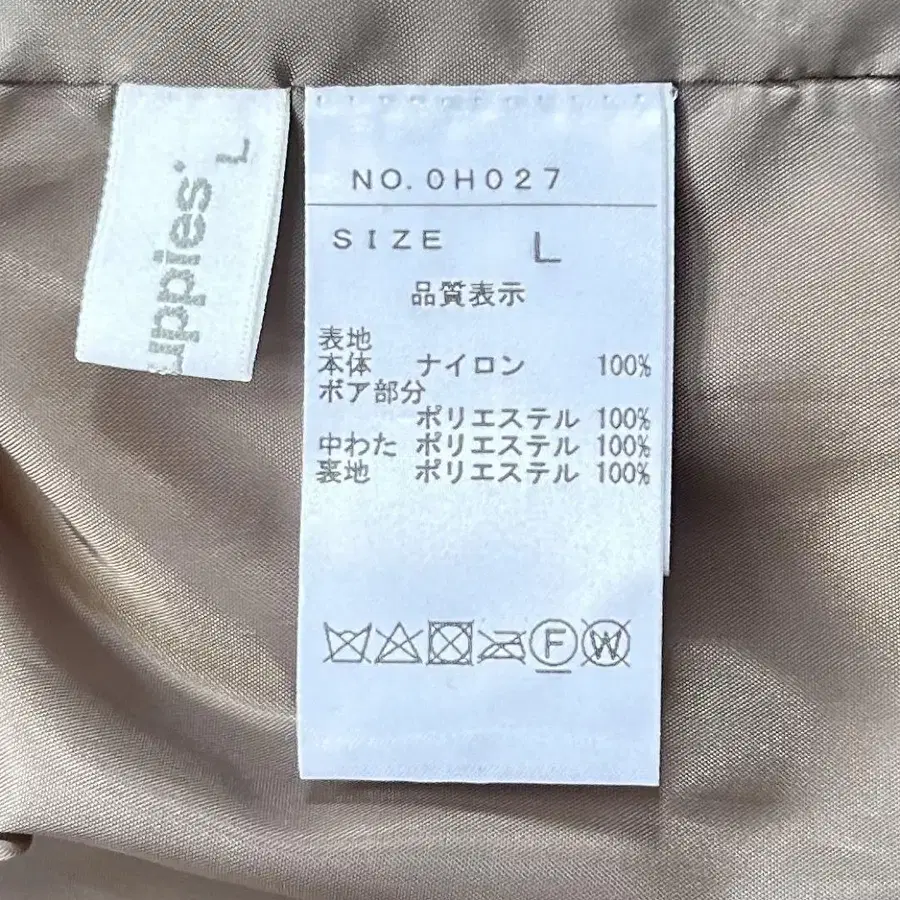 uppies' L
NO. 0H027
SIZE L
品質表示
表地
本体 ナイロン 100%
ボア部分
ポリエステル 100%
中わた ポリエステル 100%
裏地 ポリエステル 100%
F W